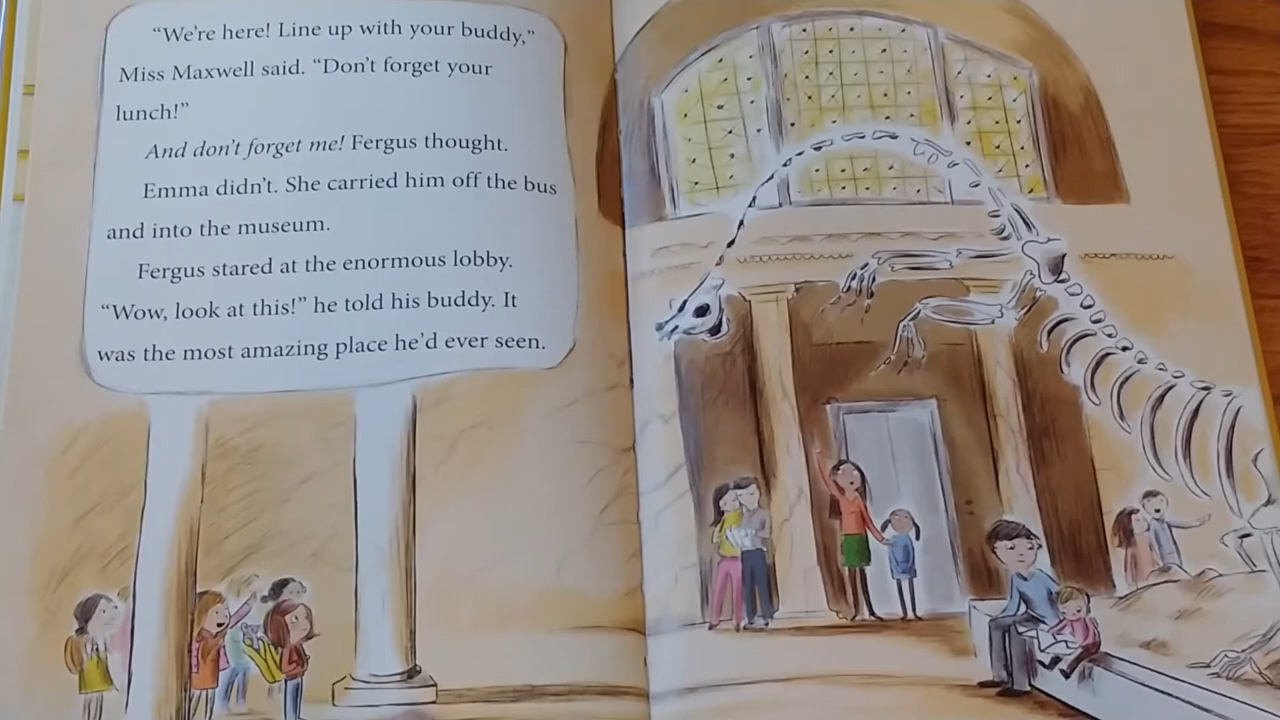 “We’re here! Line up with your buddy,”
Miss Maxwell said. “Don’t forget your
lunch!”
And don’t forget me! Fergus thought.
Emma didn’t. She carried him off the bus
and into the museum.
Fergus stared at the enormous lobby.
“Wow, look at this!” he told his buddy. It
was the most amazing place he’d ever seen.